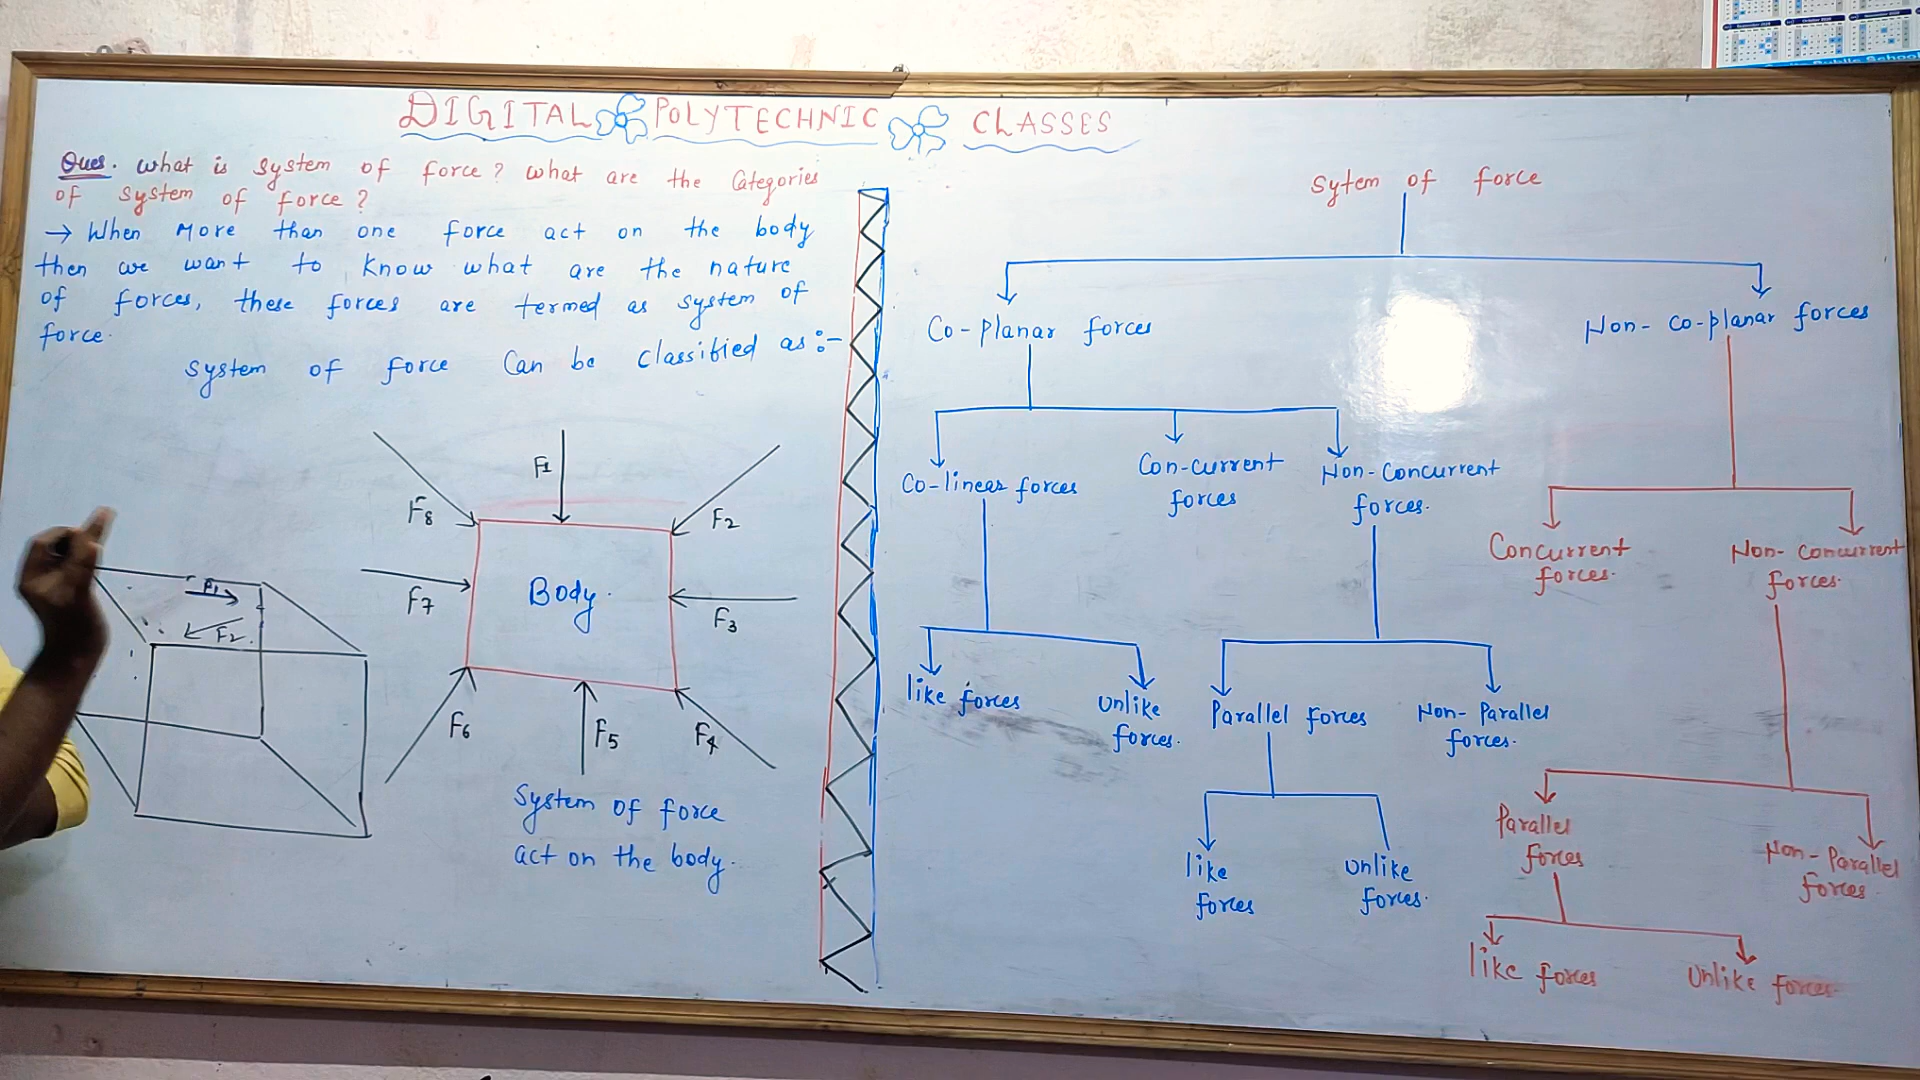 DIGITAL POLYTECHNIC CLASSES
Ques. What is system of force? What are the Categories
of system of force?
→ When More than one force act on the body
then we want to know what are the nature
of forces, these forces are termed as system of
force.
system of force Can be Classified as :-
F1
F2
F3
F4
F5
F6
F7
F8
Body.
F1
F2.
System of force
act on the body.
Sytem of force
Co-planar forces
Non-co-planar forces
Co-linear forces
Con-current
forces
Non-Concurrent
forces.
Concurrent
forces.
Non-Concurrent
forces.
like forces
Unlike
forces.
Parallel forces
Non-Parallel
forces.
like
forces
unlike
forces.
Parallel
forces
Non-Parallel
forces.
like forces
Unlike forces.